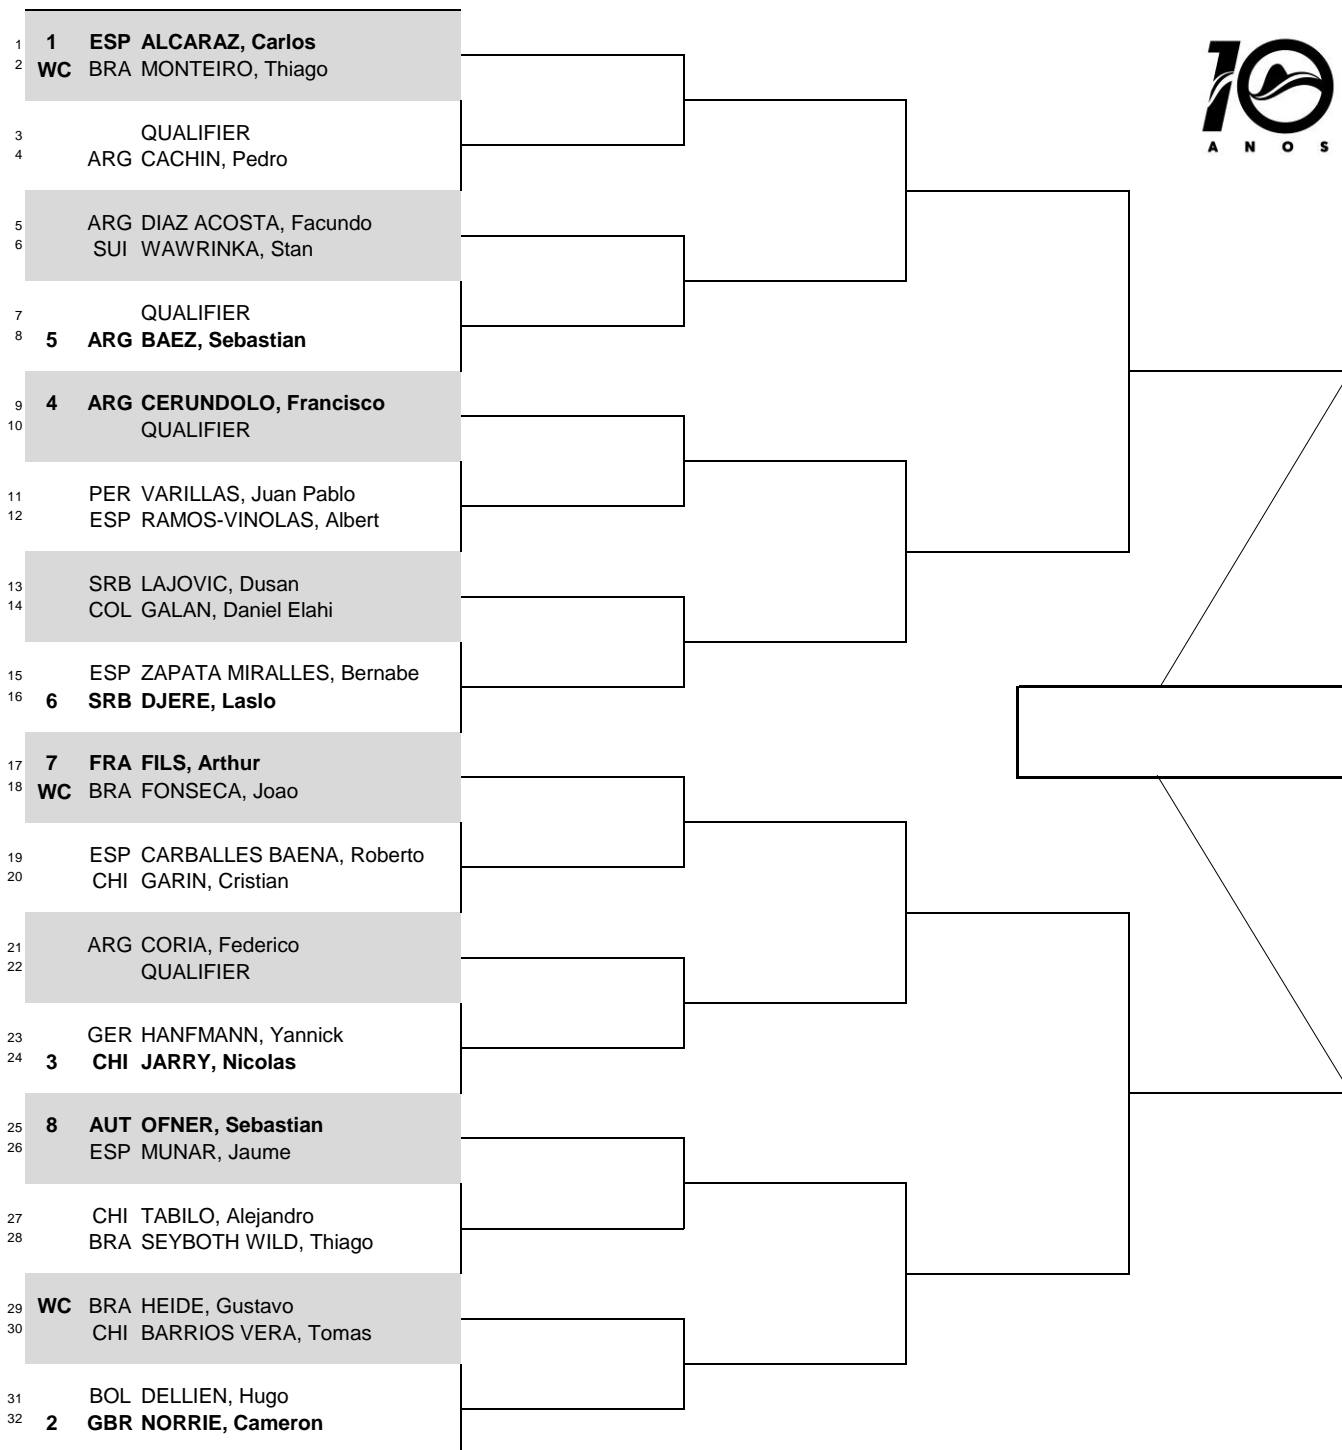 1 1 ESP ALCARAZ, Carlos
2 WC BRA MONTEIRO, Thiago
10
ANOS
3 QUALIFIER
4 ARG CACHIN, Pedro
5 ARG DIAZ ACOSTA, Facundo
6 SUI WAWRINKA, Stan
7 QUALIFIER
8 5 ARG BAEZ, Sebastian
9 4 ARG CERUNDOLO, Francisco
10 QUALIFIER
11 PER VARILLAS, Juan Pablo
12 ESP RAMOS-VINOLAS, Albert
13 SRB LAJOVIC, Dusan
14 COL GALAN, Daniel Elahi
15 ESP ZAPATA MIRALLES, Bernabe
16 6 SRB DJERE, Laslo
17 7 FRA FILS, Arthur
18 WC BRA FONSECA, Joao
19 ESP CARBALLES BAENA, Roberto
20 CHI GARIN, Cristian
21 ARG CORIA, Federico
22 QUALIFIER
23 GER HANFMANN, Yannick
24 3 CHI JARRY, Nicolas
25 8 AUT OFNER, Sebastian
26 ESP MUNAR, Jaume
27 CHI TABILO, Alejandro
28 BRA SEYBOTH WILD, Thiago
29 WC BRA HEIDE, Gustavo
30 CHI BARRIOS VERA, Tomas
31 BOL DELLIEN, Hugo
32 2 GBR NORRIE, Cameron